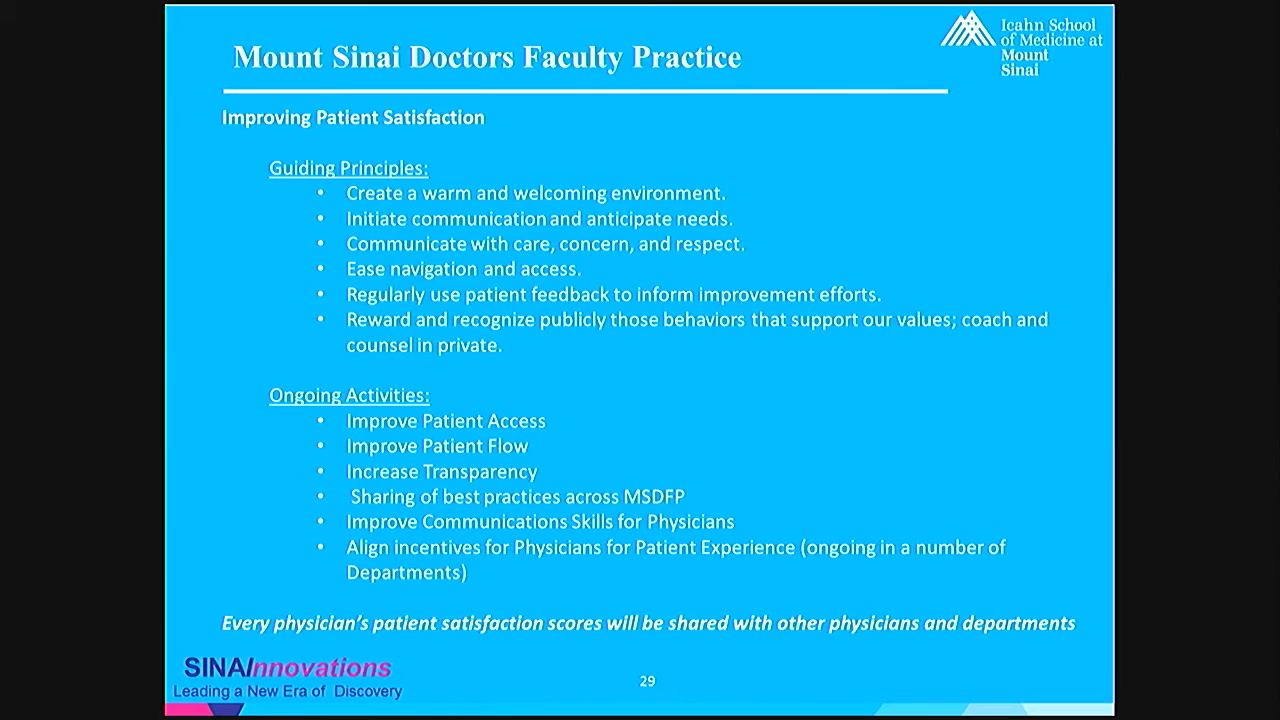 Mount Sinai Doctors Faculty Practice
Icahn School
of Medicine at
Mount
Sinai
Improving Patient Satisfaction
Guiding Principles:
• Create a warm and welcoming environment.
• Initiate communication and anticipate needs.
• Communicate with care, concern, and respect.
• Ease navigation and access.
• Regularly use patient feedback to inform improvement efforts.
• Reward and recognize publicly those behaviors that support our values; coach and
counsel in private.
Ongoing Activities:
• Improve Patient Access
• Improve Patient Flow
• Increase Transparency
• Sharing of best practices across MSDFP
• Improve Communications Skills for Physicians
• Align incentives for Physicians for Patient Experience (ongoing in a number of
Departments)
Every physician's patient satisfaction scores will be shared with other physicians and departments
SINAInnovations
Leading a New Era of Discovery
29